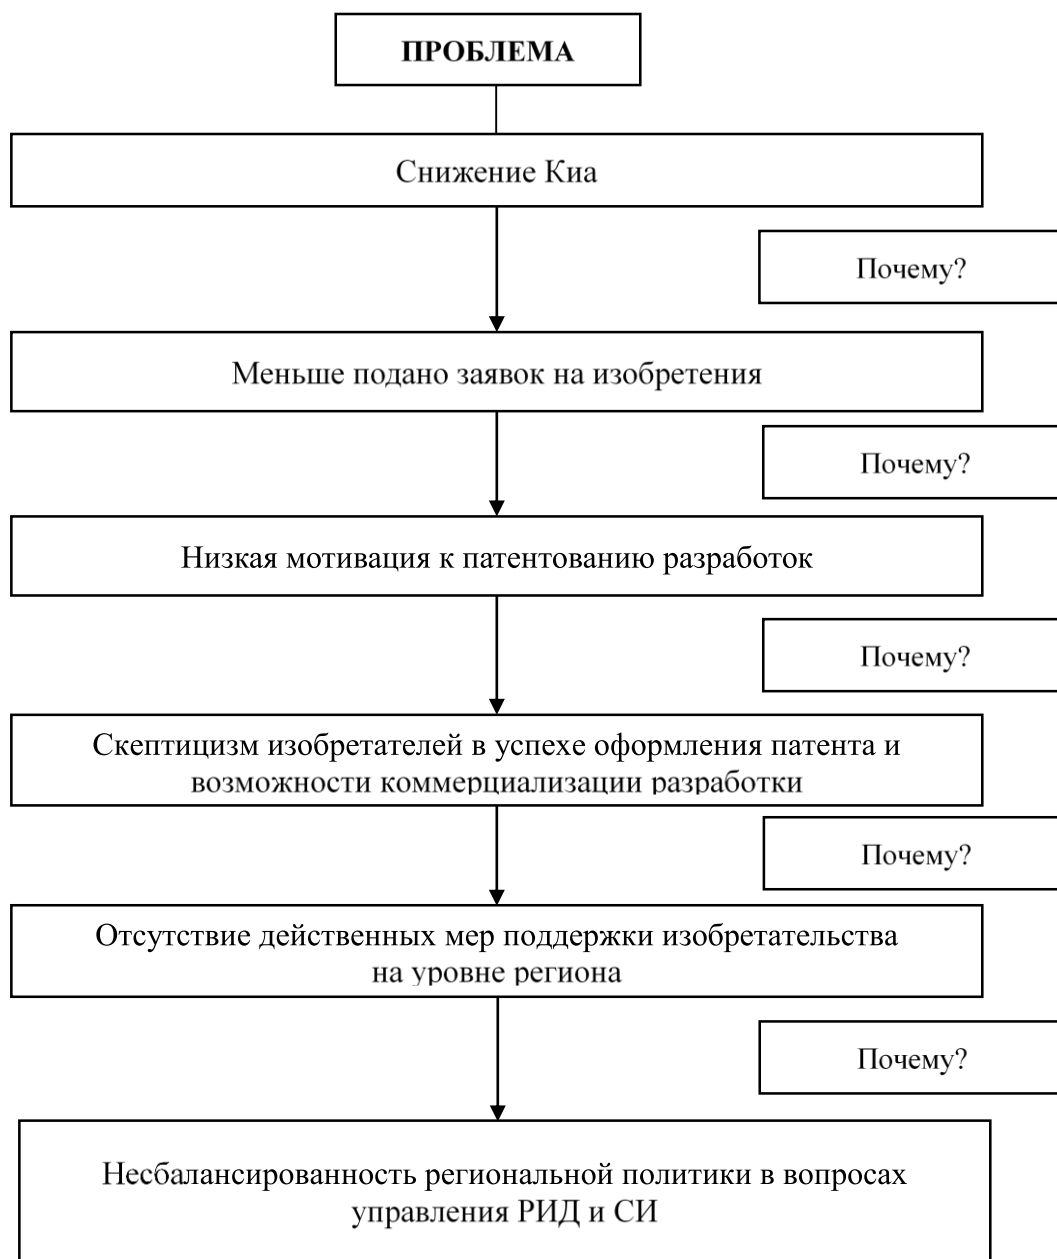 ПРОБЛЕМА
Снижение Киа
Почему?
Меньше подано заявок на изобретения
Почему?
Низкая мотивация к патентованию разработок
Почему?
Скептицизм изобретателей в успехе оформления патента и
возможности коммерциализации разработки
Почему?
Отсутствие действенных мер поддержки изобретательства
на уровне региона
Почему?
Несбалансированность региональной политики в вопросах
управления РИД и СИ